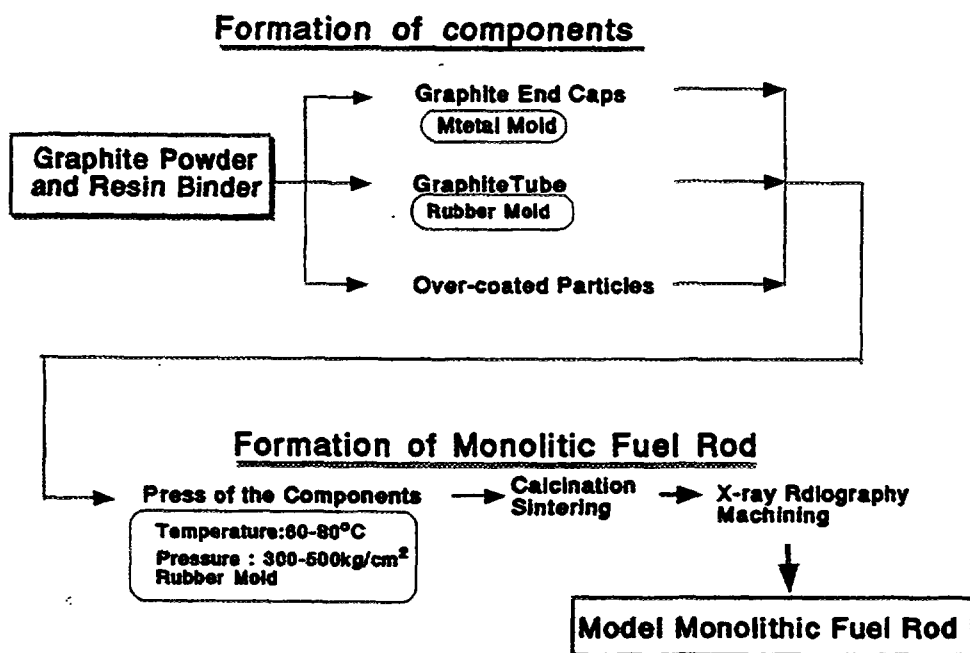 Formation of components
Graphite End Caps
Mtetal Mold
Graphite Powder
and Resin Binder
GraphiteTube
Rubber Mold
Over-coated Particles
Formation of Monolitic Fuel Rod
Press of the Components
Temperature:60-80°C
Pressure : 300-500kg/cm²
Rubber Mold
Calcination
Sintering
X-ray Rdiography
Machining
Model Monolithic Fuel Rod